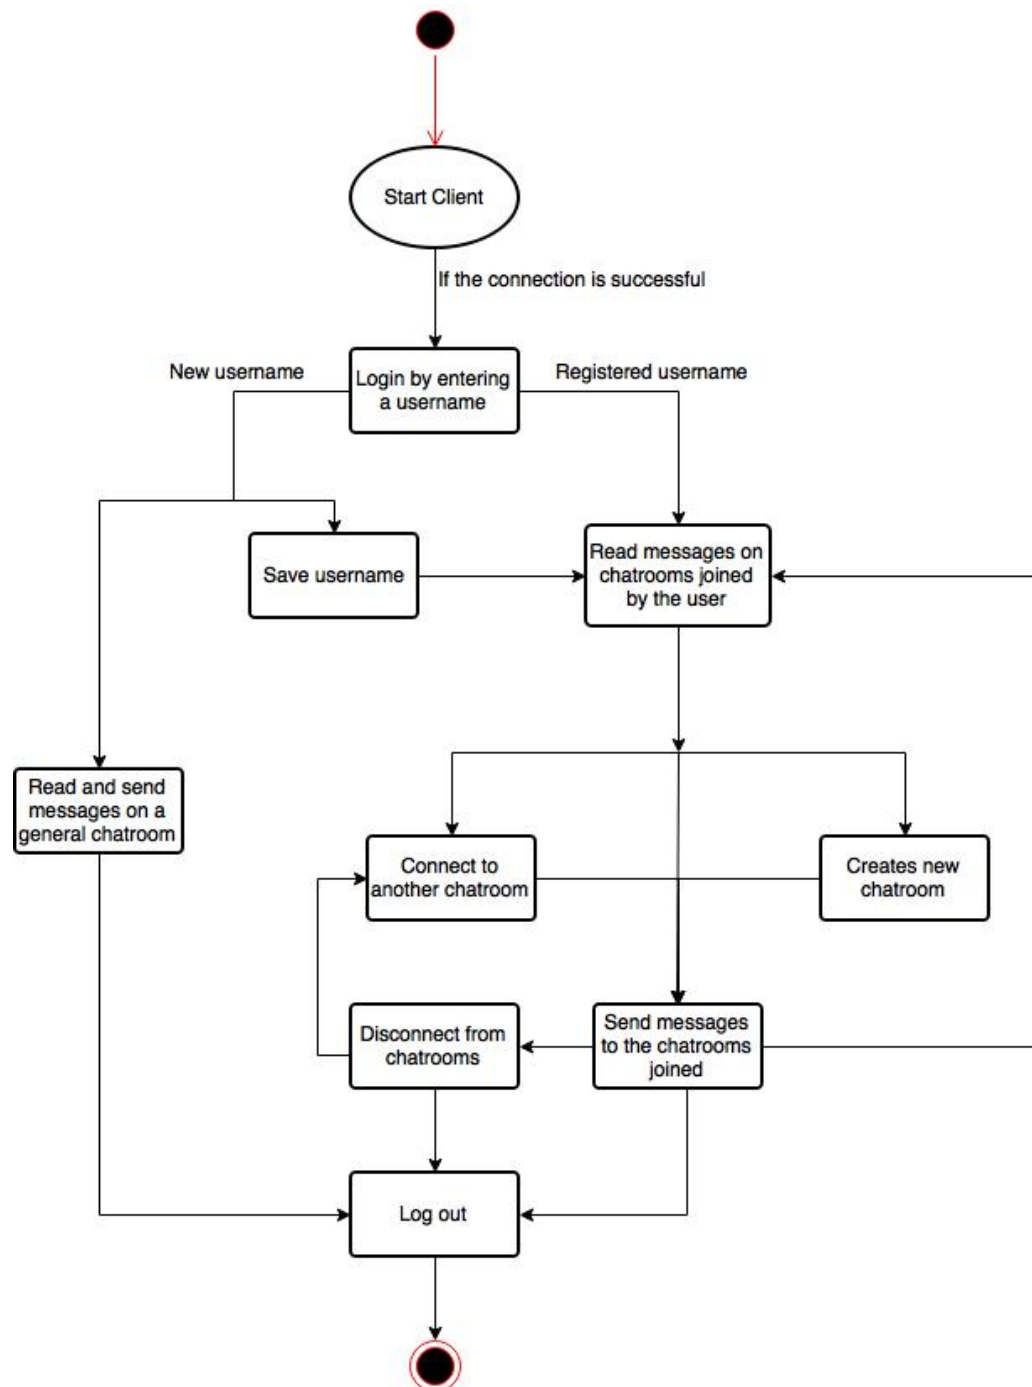 Start Client
If the connection is successful
New username
Login by entering
a username
Registered username
Save username
Read messages on
chatrooms joined
by the user
Read and send
messages on a
general chatroom
Connect to
another chatroom
Creates new
chatroom
Disconnect from
chatrooms
Send messages
to the chatrooms
joined
Log out